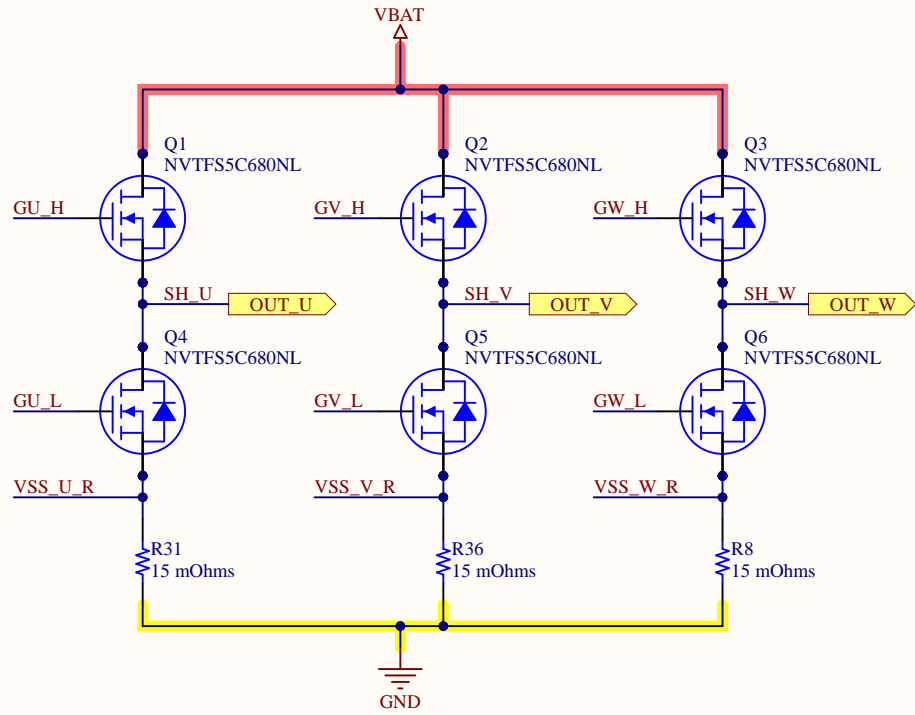 VBAT
Q1
NVTFS5C680NL
Q2
NVTFS5C680NL
Q3
NVTFS5C680NL
GU_H
GV_H
GW_H
SH_U
OUT_U
SH_V
OUT_V
SH_W
OUT_W
Q4
NVTFS5C680NL
Q5
NVTFS5C680NL
Q6
NVTFS5C680NL
GU_L
GV_L
GW_L
VSS_U_R
VSS_V_R
VSS_W_R
R31
15 mOhms
R36
15 mOhms
R8
15 mOhms
GND